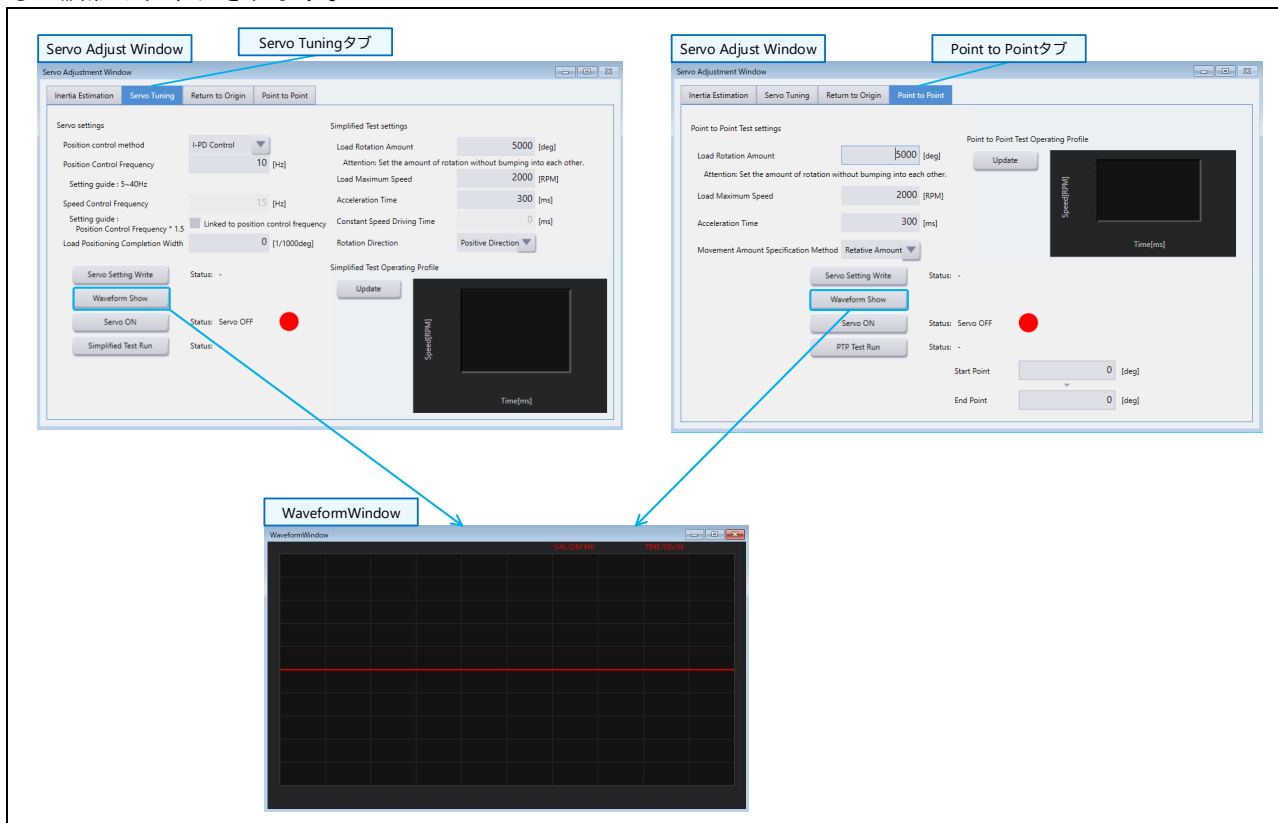 Servo Adjust Window
Servo Tuningタブ
Servo Adjustment Window
Inertia Estimation Servo Tuning Return to Origin Point to Point
Servo settings
Position control method I-PD Control
Position Control Frequency 10 [Hz]
Setting guide : 5~40Hz
Speed Control Frequency 15 [Hz]
Setting guide :
Position Control Frequency * 1.5
Linked to position control frequency
Load Positioning Completion Width 0 [1/1000deg]
Servo Setting Write Status: -
Waveform Show
Servo ON Status: Servo OFF
Simplified Test Run Status:
Simplified Test settings
Load Rotation Amount 5000 [deg]
Attention: Set the amount of rotation without bumping into each other.
Load Maximum Speed 2000 [RPM]
Acceleration Time 300 [ms]
Constant Speed Driving Time 0 [ms]
Rotation Direction Positive Direction
Simplified Test Operating Profile
Update
Speed[RPM]
Time[ms]
Servo Adjust Window
Point to Pointタブ
Servo Adjustment Window
Inertia Estimation Servo Tuning Return to Origin Point to Point
Point to Point Test settings
Load Rotation Amount 5000 [deg]
Attention: Set the amount of rotation without bumping into each other.
Load Maximum Speed 2000 [RPM]
Acceleration Time 300 [ms]
Movement Amount Specification Method Retative Amount
Point to Point Test Operating Profile
Update
Speed[RPM]
Time[ms]
Servo Setting Write Status: -
Waveform Show
Servo ON Status: Servo OFF
PTP Test Run Status: -
Start Point 0 [deg]
End Point 0 [deg]
WaveformWindow
WaveformWindow